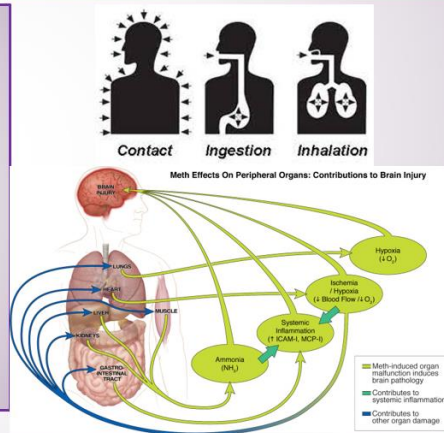 Contact Ingestion Inhalation
Meth Effects On Peripheral Organs: Contributions to Brain Injury
BRAIN
INJURY
LUNGS
HEART
LIVER
MUSCLE
KIDNEYS
GASTRO-
INTESTINAL
TRACT
Hypoxia
(↓O₂)
Ischemia
/ Hypoxia
(↓ Blood Flow /↓O₂)
Systemic
Inflammation
(↑ ICAM-I, MCP-I)
Ammonia
(NH₃)
Meth-induced organ
malfunction induces
brain pathology
Contributes to
systemic inflammation
Contributes to
other organ damage